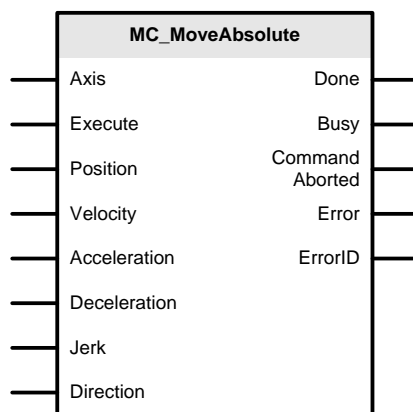 MC_MoveAbsolute
Axis Done
Execute Busy
Position Command
Aborted
Velocity Error
Acceleration ErrorID
Deceleration
Jerk
Direction